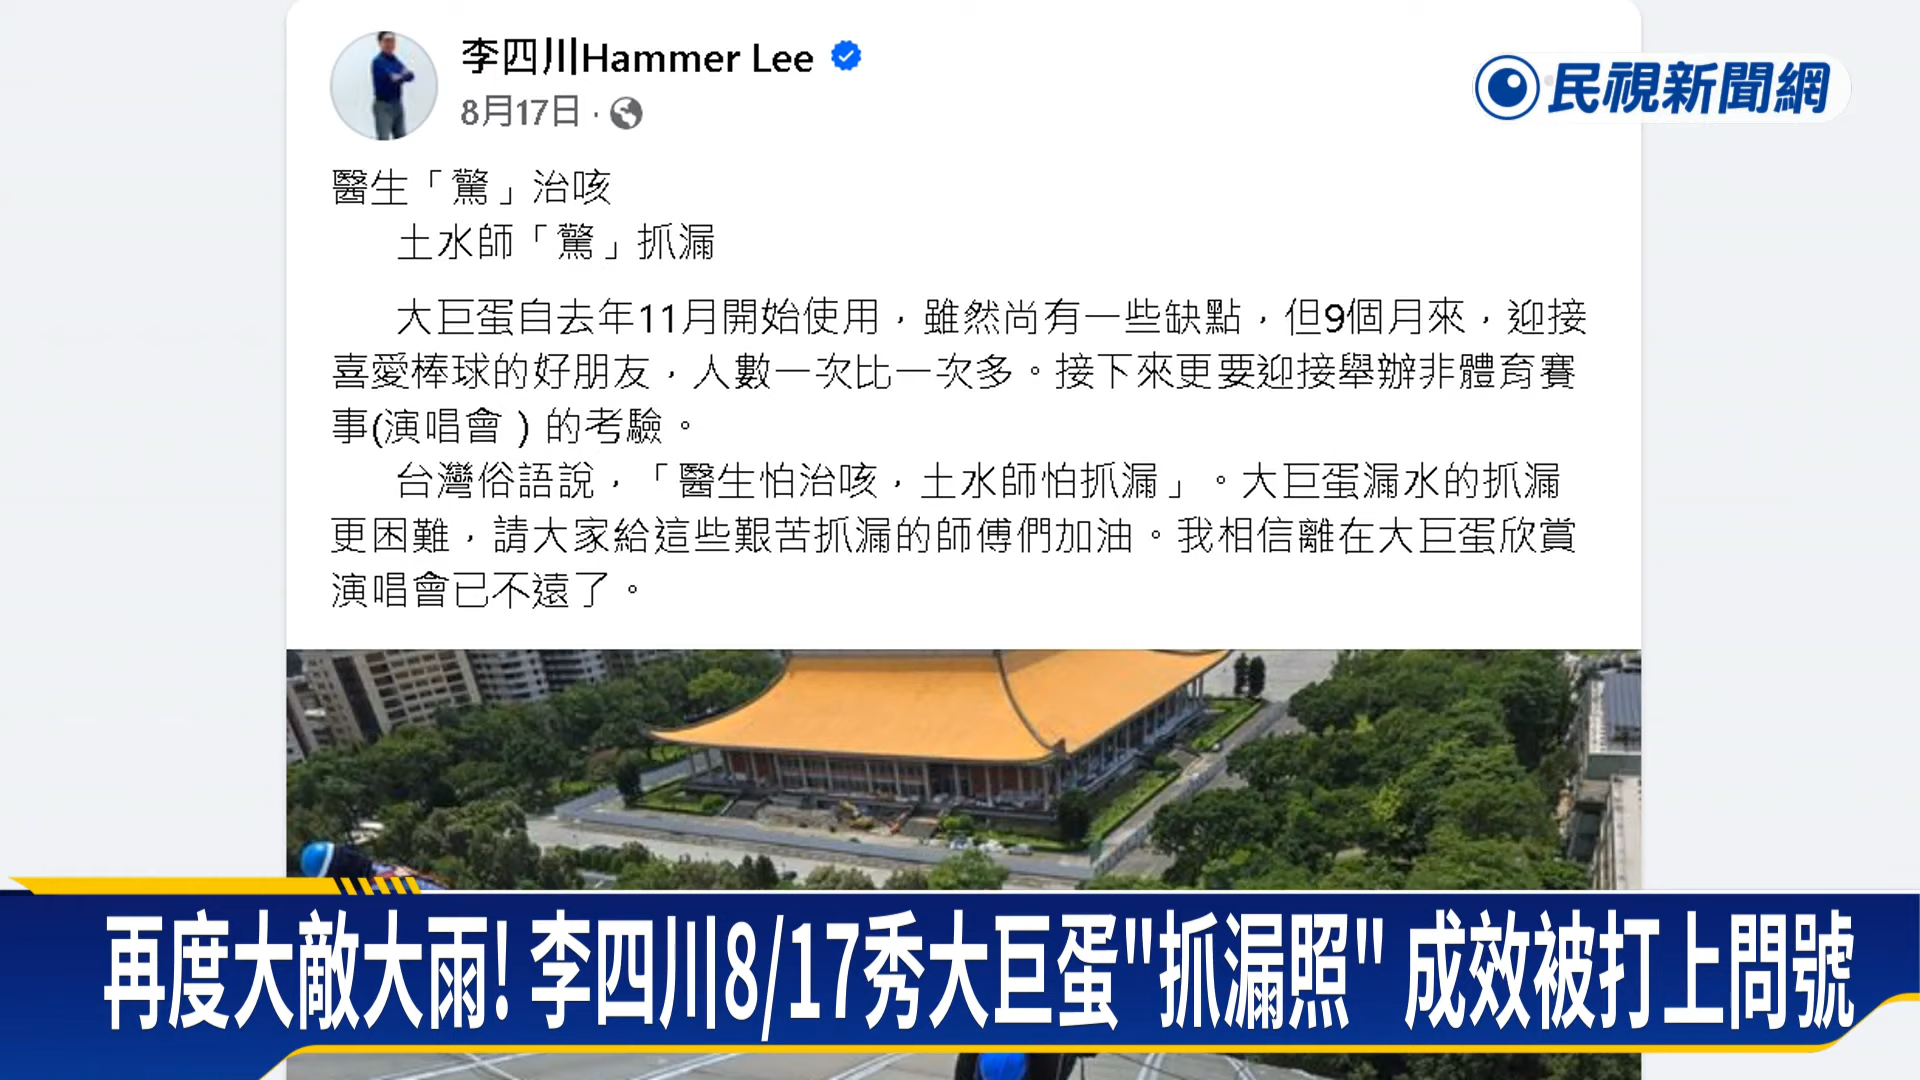 李四川Hammer Lee
8月17日
民視新聞網
醫生「驚」治咳
土水師「驚」抓漏
大巨蛋自去年11月開始使用，雖然尚有一些缺點，但9個月來，迎接
喜愛棒球的好朋友，人數一次比一次多。接下來更要迎接舉辦非體育賽
事(演唱會）的考驗。
台灣俗語說，「醫生怕治咳，土水師怕抓漏」。大巨蛋漏水的抓漏
更困難，請大家給這些艱苦抓漏的師傅們加油。我相信離在大巨蛋欣賞
演唱會已不遠了。
再度大敵大雨！李四川8/17秀大巨蛋"抓漏照" 成效被打上問號